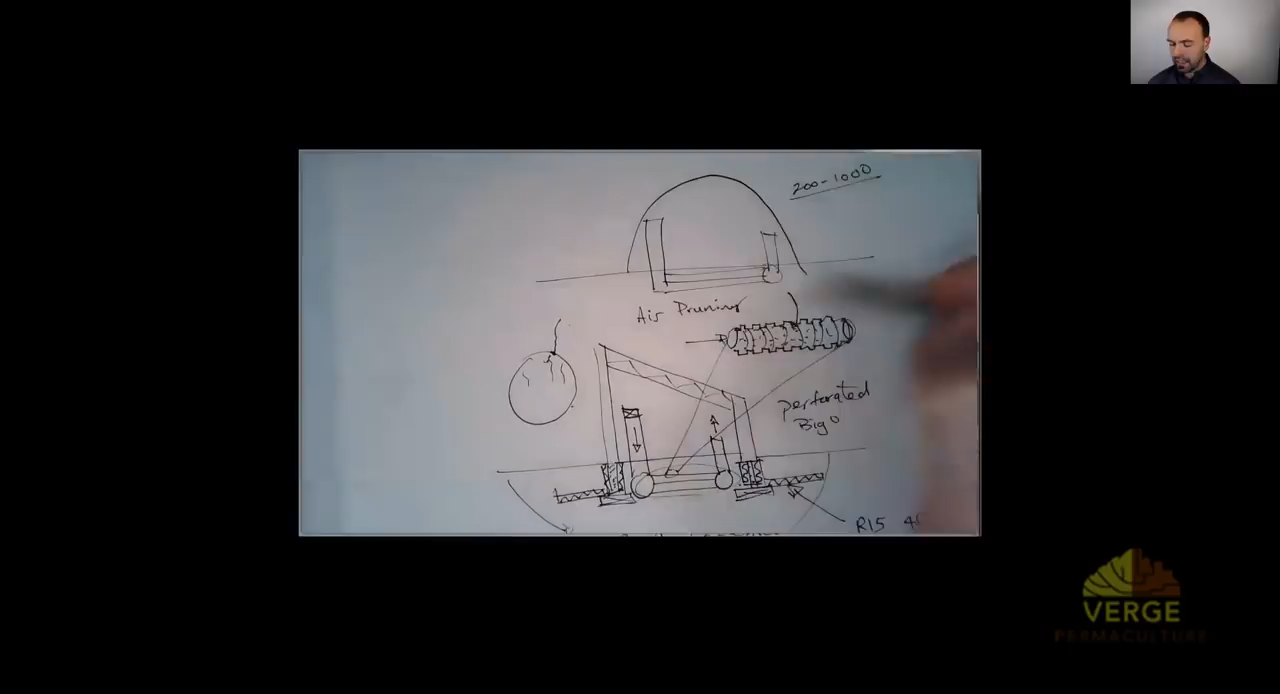 200-1000
Air Pruning
Perforated
Big o
R15
VERGE
PERMACULTURE